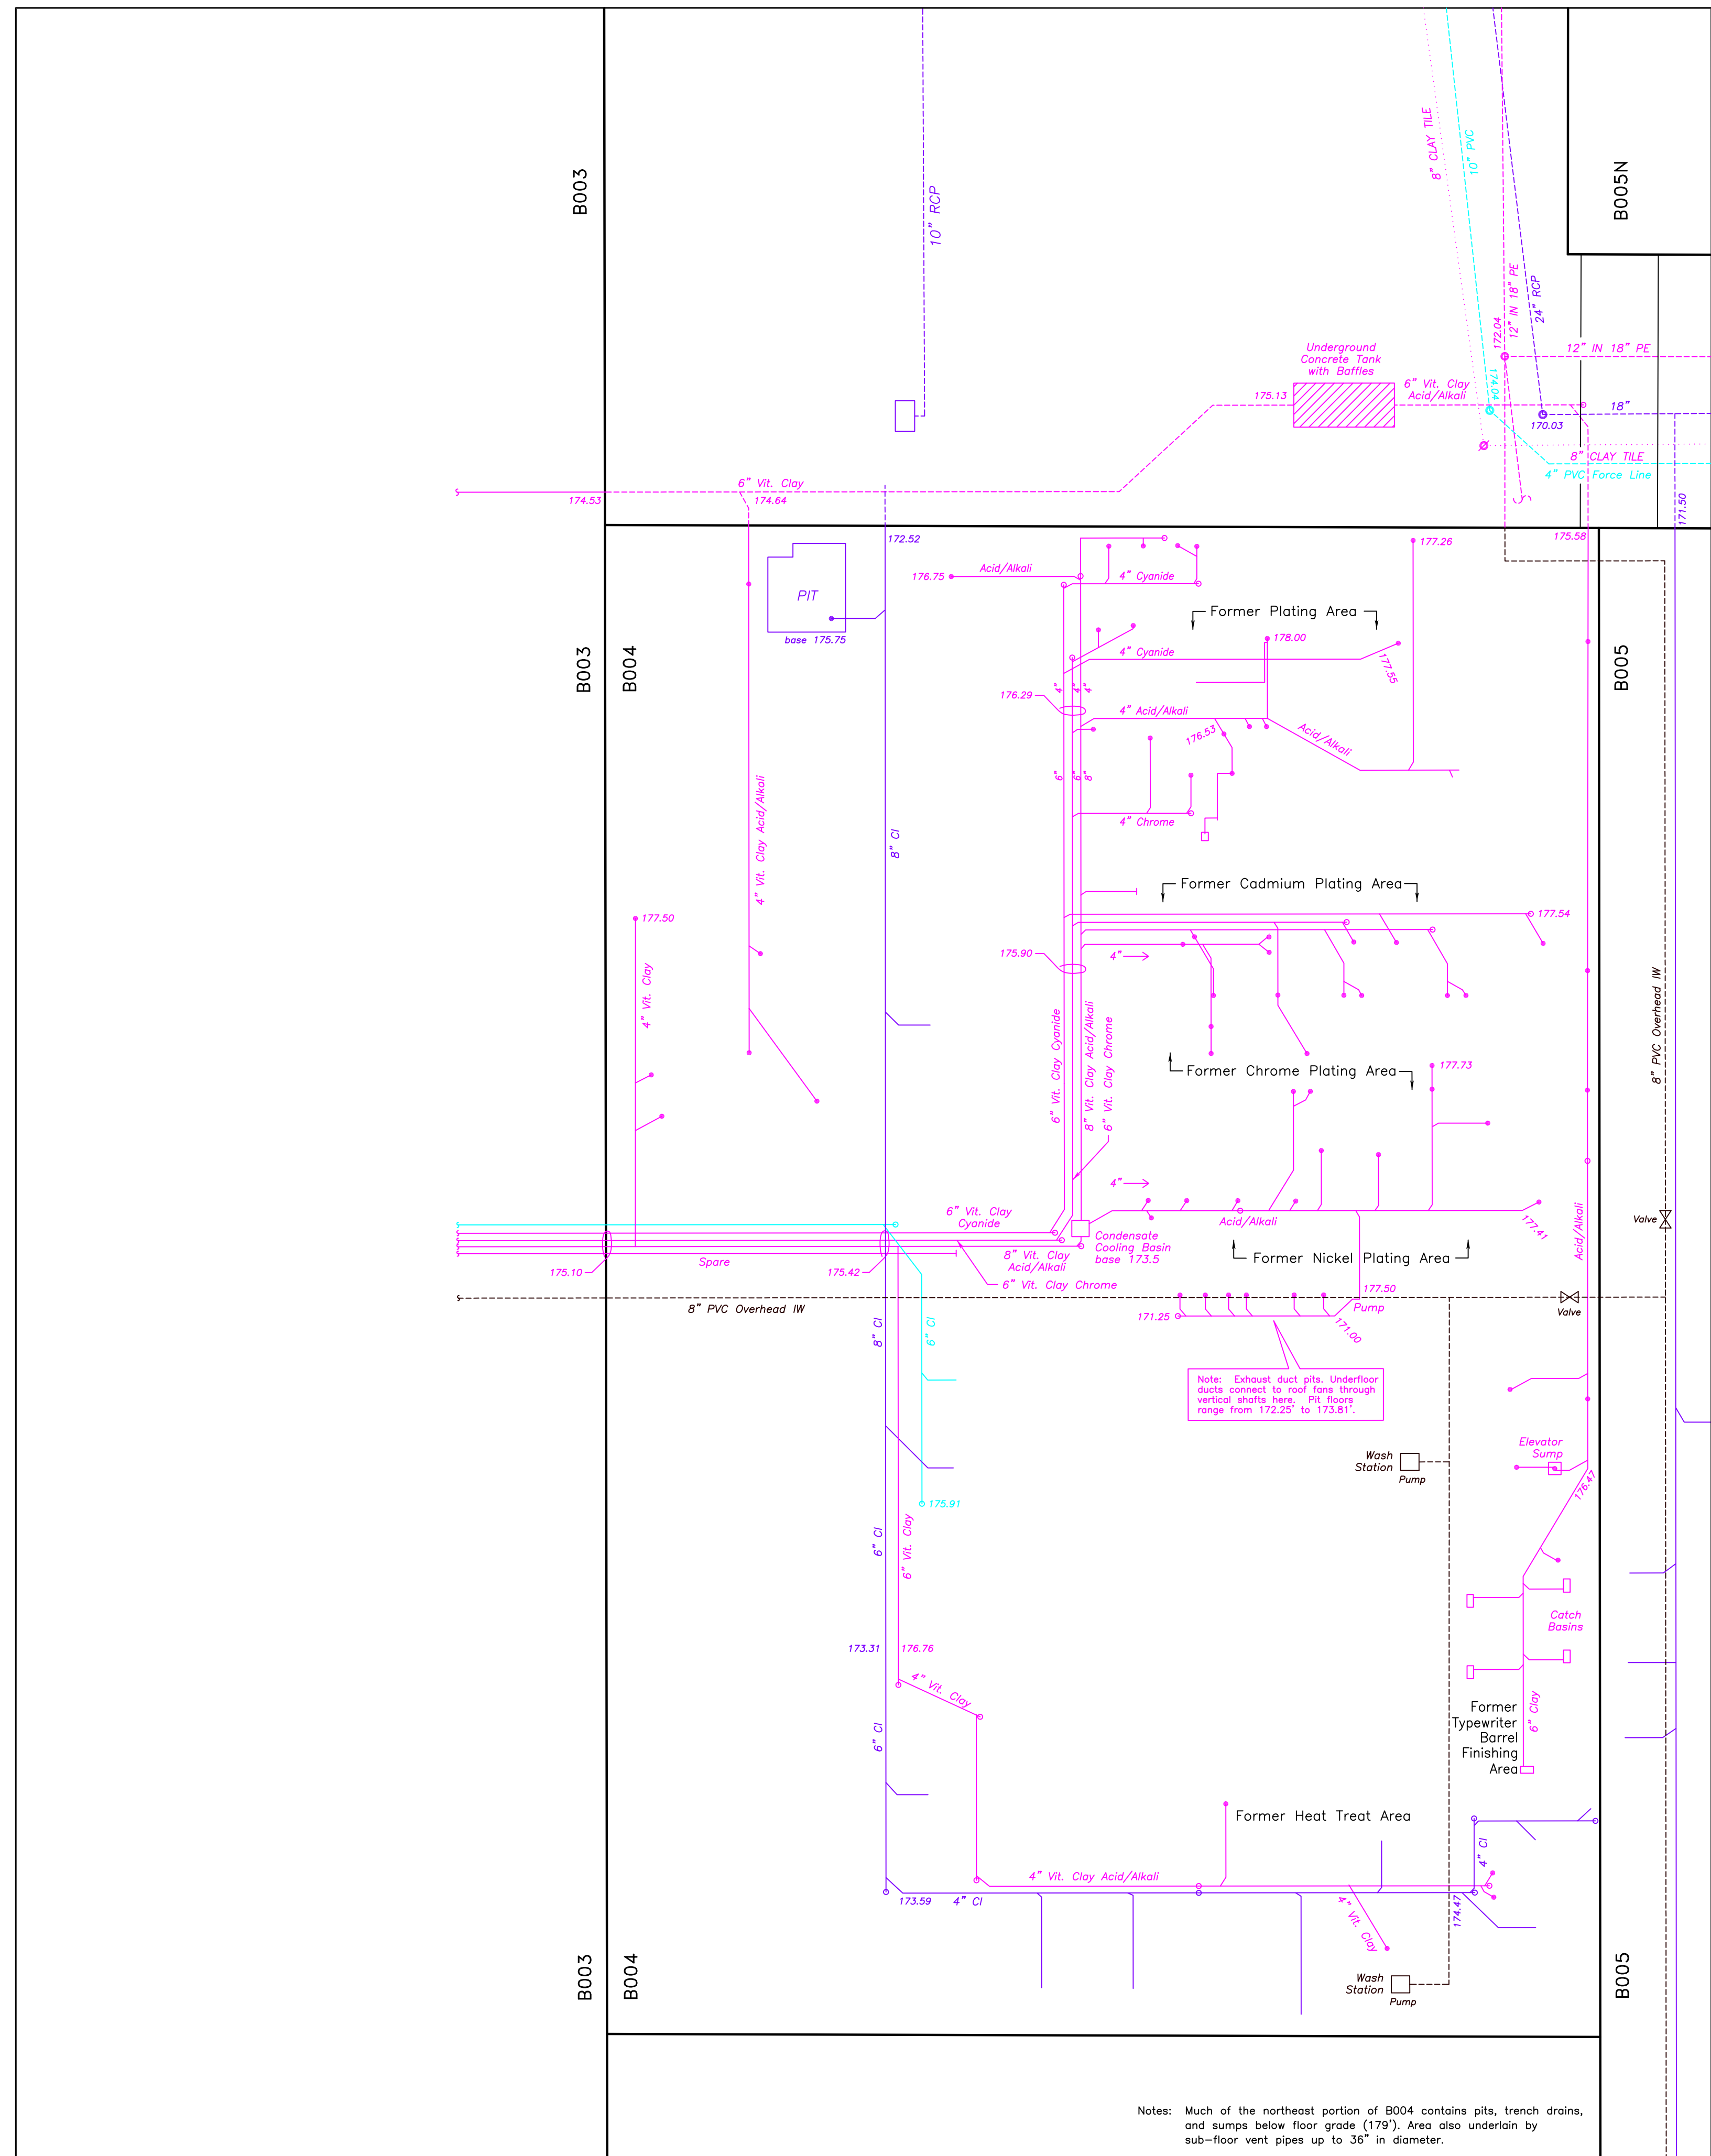 B003
10" RCP
8" CLAY TILE
10" PVC
12" IN 18" PE
24" RCP
B005N
172.04
174.04
12" IN 18" PE
Underground
Concrete Tank
with Baffles
175.13
6" Vit. Clay
Acid/Alkali
18"
170.03
8" CLAY TILE
4" PVC Force Line
171.50
6" Vit. Clay
174.53
174.64
172.52
175.58
177.26
PIT
base 175.75
176.75
Acid/Alkali
4" Cyanide
Former Plating Area
B003
B004
B005
4" Cyanide
178.00
177.55
176.29
4"
4"
4"
4" Acid/Alkali
176.53
Acid/Alkali
6"
6"
8"
4" Chrome
4" Vit. Clay Acid/Alkali
8" CI
Former Cadmium Plating Area
177.50
177.54
4" Vit. Clay
175.90
4"
6" Vit. Clay Cyanide
8" Vit. Clay Acid/Alkali
6" Vit. Clay Chrome
Former Chrome Plating Area
177.73
8" PVC Overhead IW
4"
6" Vit. Clay
Cyanide
Acid/Alkali
177.41
Acid/Alkali
Valve
Condensate
Cooling Basin
base 173.5
Former Nickel Plating Area
Spare
8" Vit. Clay
Acid/Alkali
175.10
175.42
6" Vit. Clay Chrome
177.50
8" PVC Overhead IW
Pump
Valve
171.25
171.00
8" CI
6" CI
Note: Exhaust duct pits. Underfloor
ducts connect to roof fans through
vertical shafts here. Pit floors
range from 172.25' to 173.81'.
Wash
Station
Pump
Elevator
Sump
176.47
175.91
6" CI
6" Vit. Clay
Catch
Basins
173.31
176.76
4" Vit. Clay
6" CI
6" Clay
Former
Typewriter
Barrel
Finishing
Area
Former Heat Treat Area
4" CI
4" Vit. Clay Acid/Alkali
173.59
4" CI
4" Vit. Clay
174.47
B003
B004
B005
Wash
Station
Pump
Notes: Much of the northeast portion of B004 contains pits, trench drains,
and sumps below floor grade (179'). Area also underlain by
sub-floor vent pipes up to 36" in diameter.